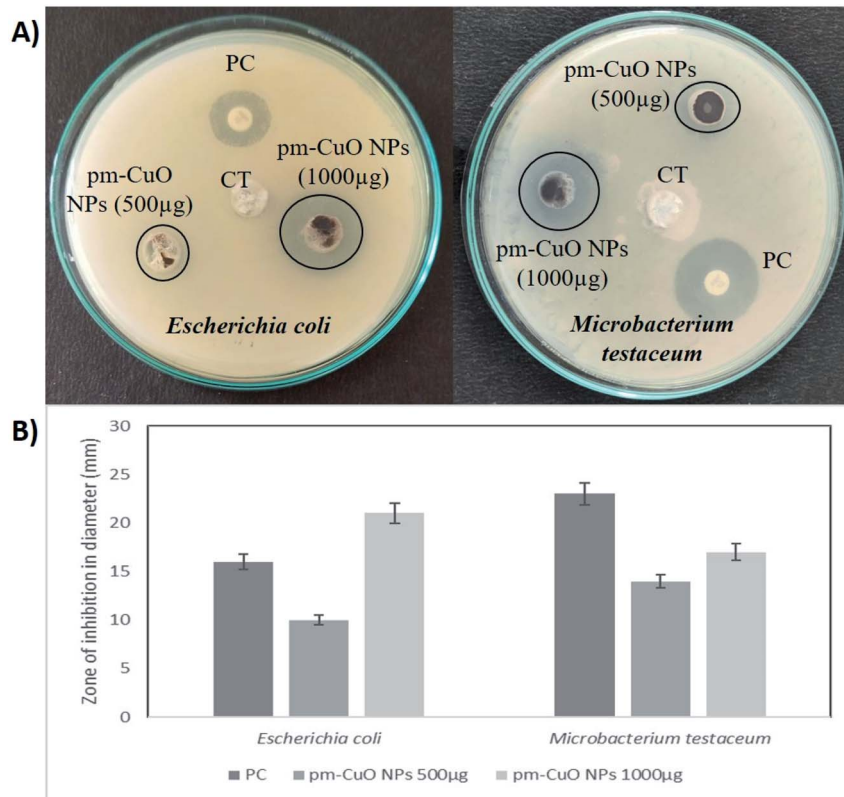 A)
PC
pm-CuO
NPs (500µg)
CT
pm-CuO NPs
(1000µg)
Escherichia coli
pm-CuO NPs
(500µg)
CT
pm-CuO NPs
(1000µg)
PC
Microbacterium
testaceum
B)
Zone of inhibition in diameter (mm)
30
25
20
15
10
5
0
Escherichia coli
Microbacterium testaceum
PC
pm-CuO NPs 500µg
pm-CuO NPs 1000µg